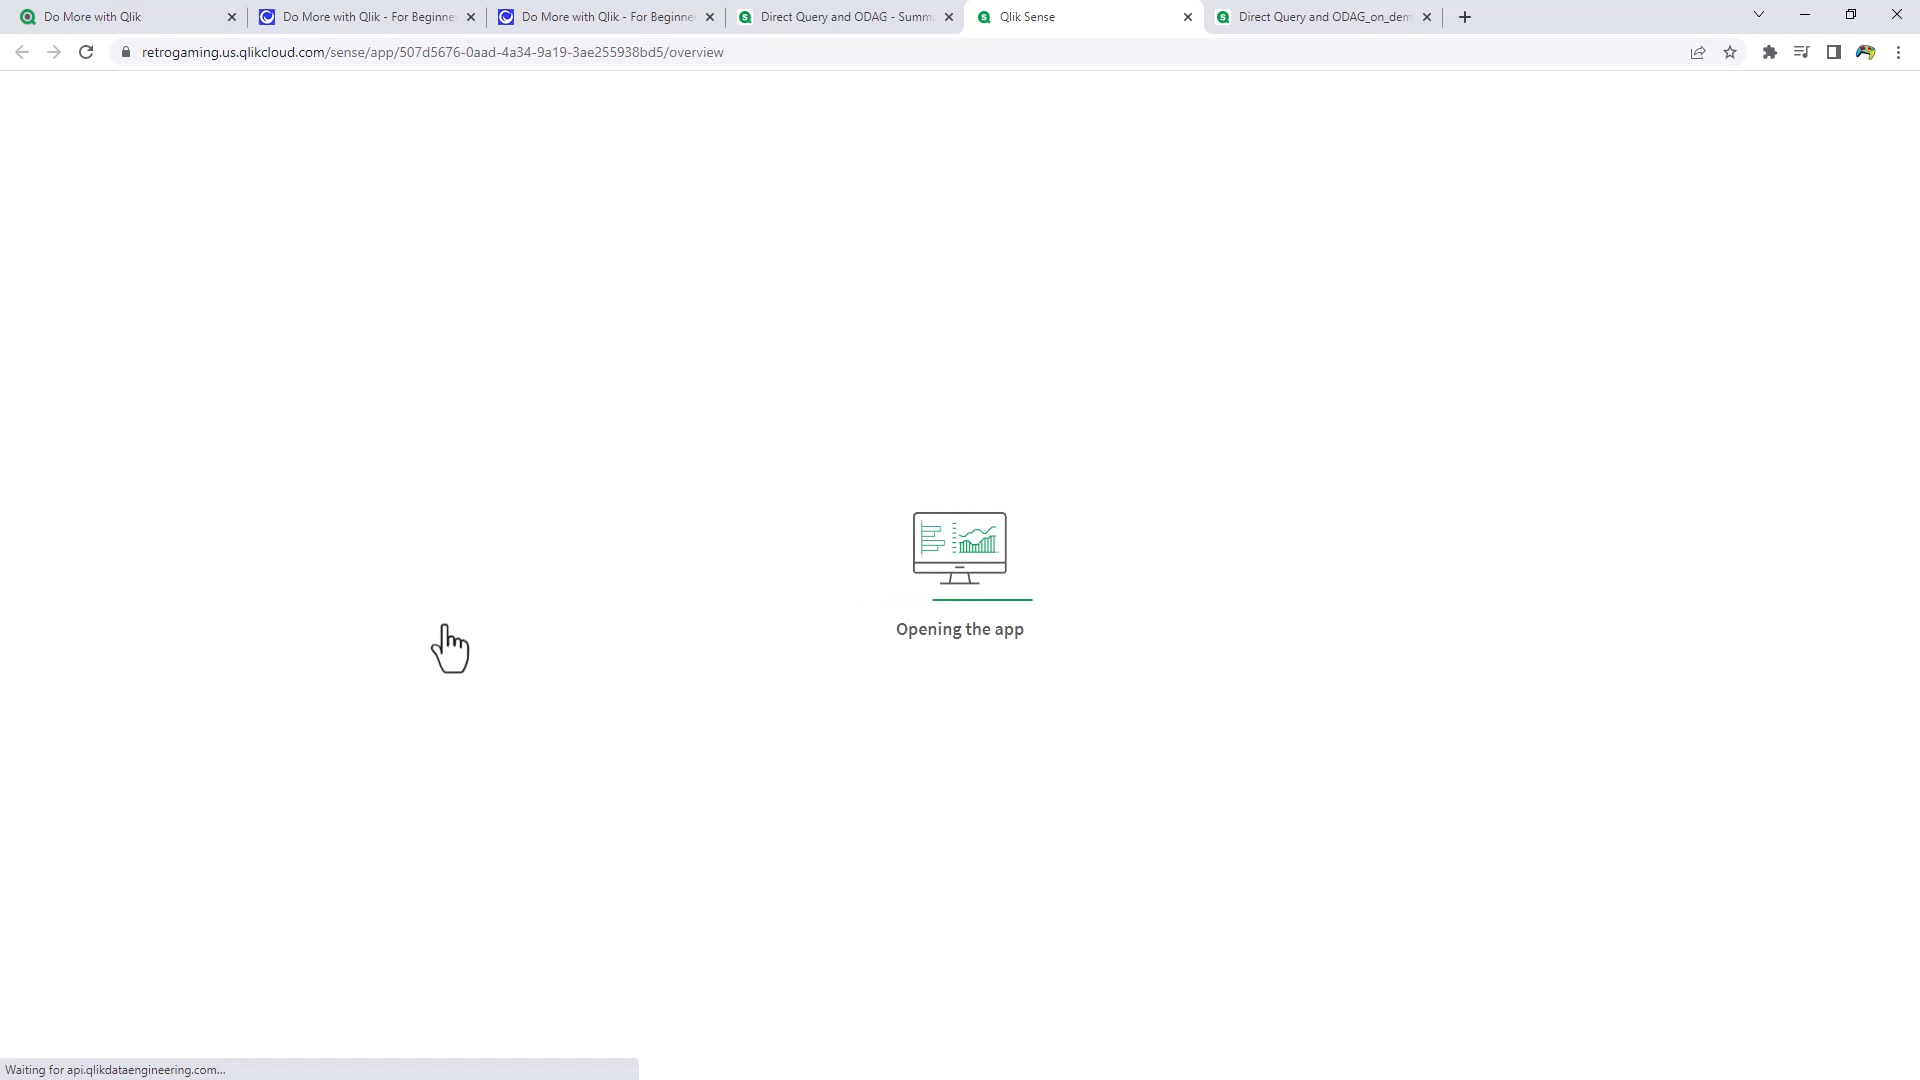 Do More with Qlik
Do More with Qlik - For Beginne
Do More with Qlik - For Beginne
Direct Query and ODAG - Summ
Qlik Sense
Direct Query and ODAG_on_dem
retrogaming.us.qlikcloud.com/sense/app/507d5676-0aad-4a34-9a19-3ae255938bd5/overview
Opening the app
Waiting for api.qlikdataengineering.com...